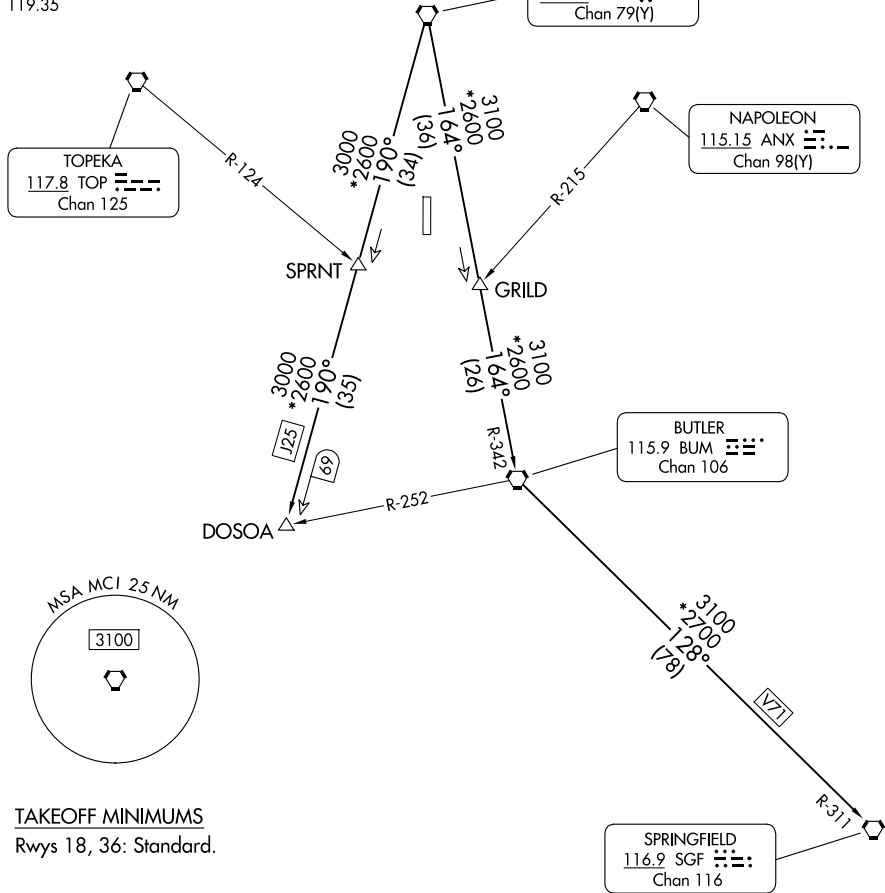 119.35
Chan 79(Y)
NAPOLEON
115.15 ANX
Chan 98(Y)
TOPEKA
117.8 TOP
Chan 125
R-124
3000
*2600
190°
(34)
3100
*2600
164°
(36)
R-215
SPRNT
GRILD
3000
*2600
190°
(35)
3100
*2600
164°
(26)
J25
69
R-342
BUTLER
115.9 BUM
Chan 106
R-252
DOSOA
MSA MCI 25 NM
3100
3100
*2700
128°
(78)
V71
R-311
TAKEOFF MINIMUMS
Rwys 18, 36: Standard.
SPRINGFIELD
116.9 SGF
Chan 116